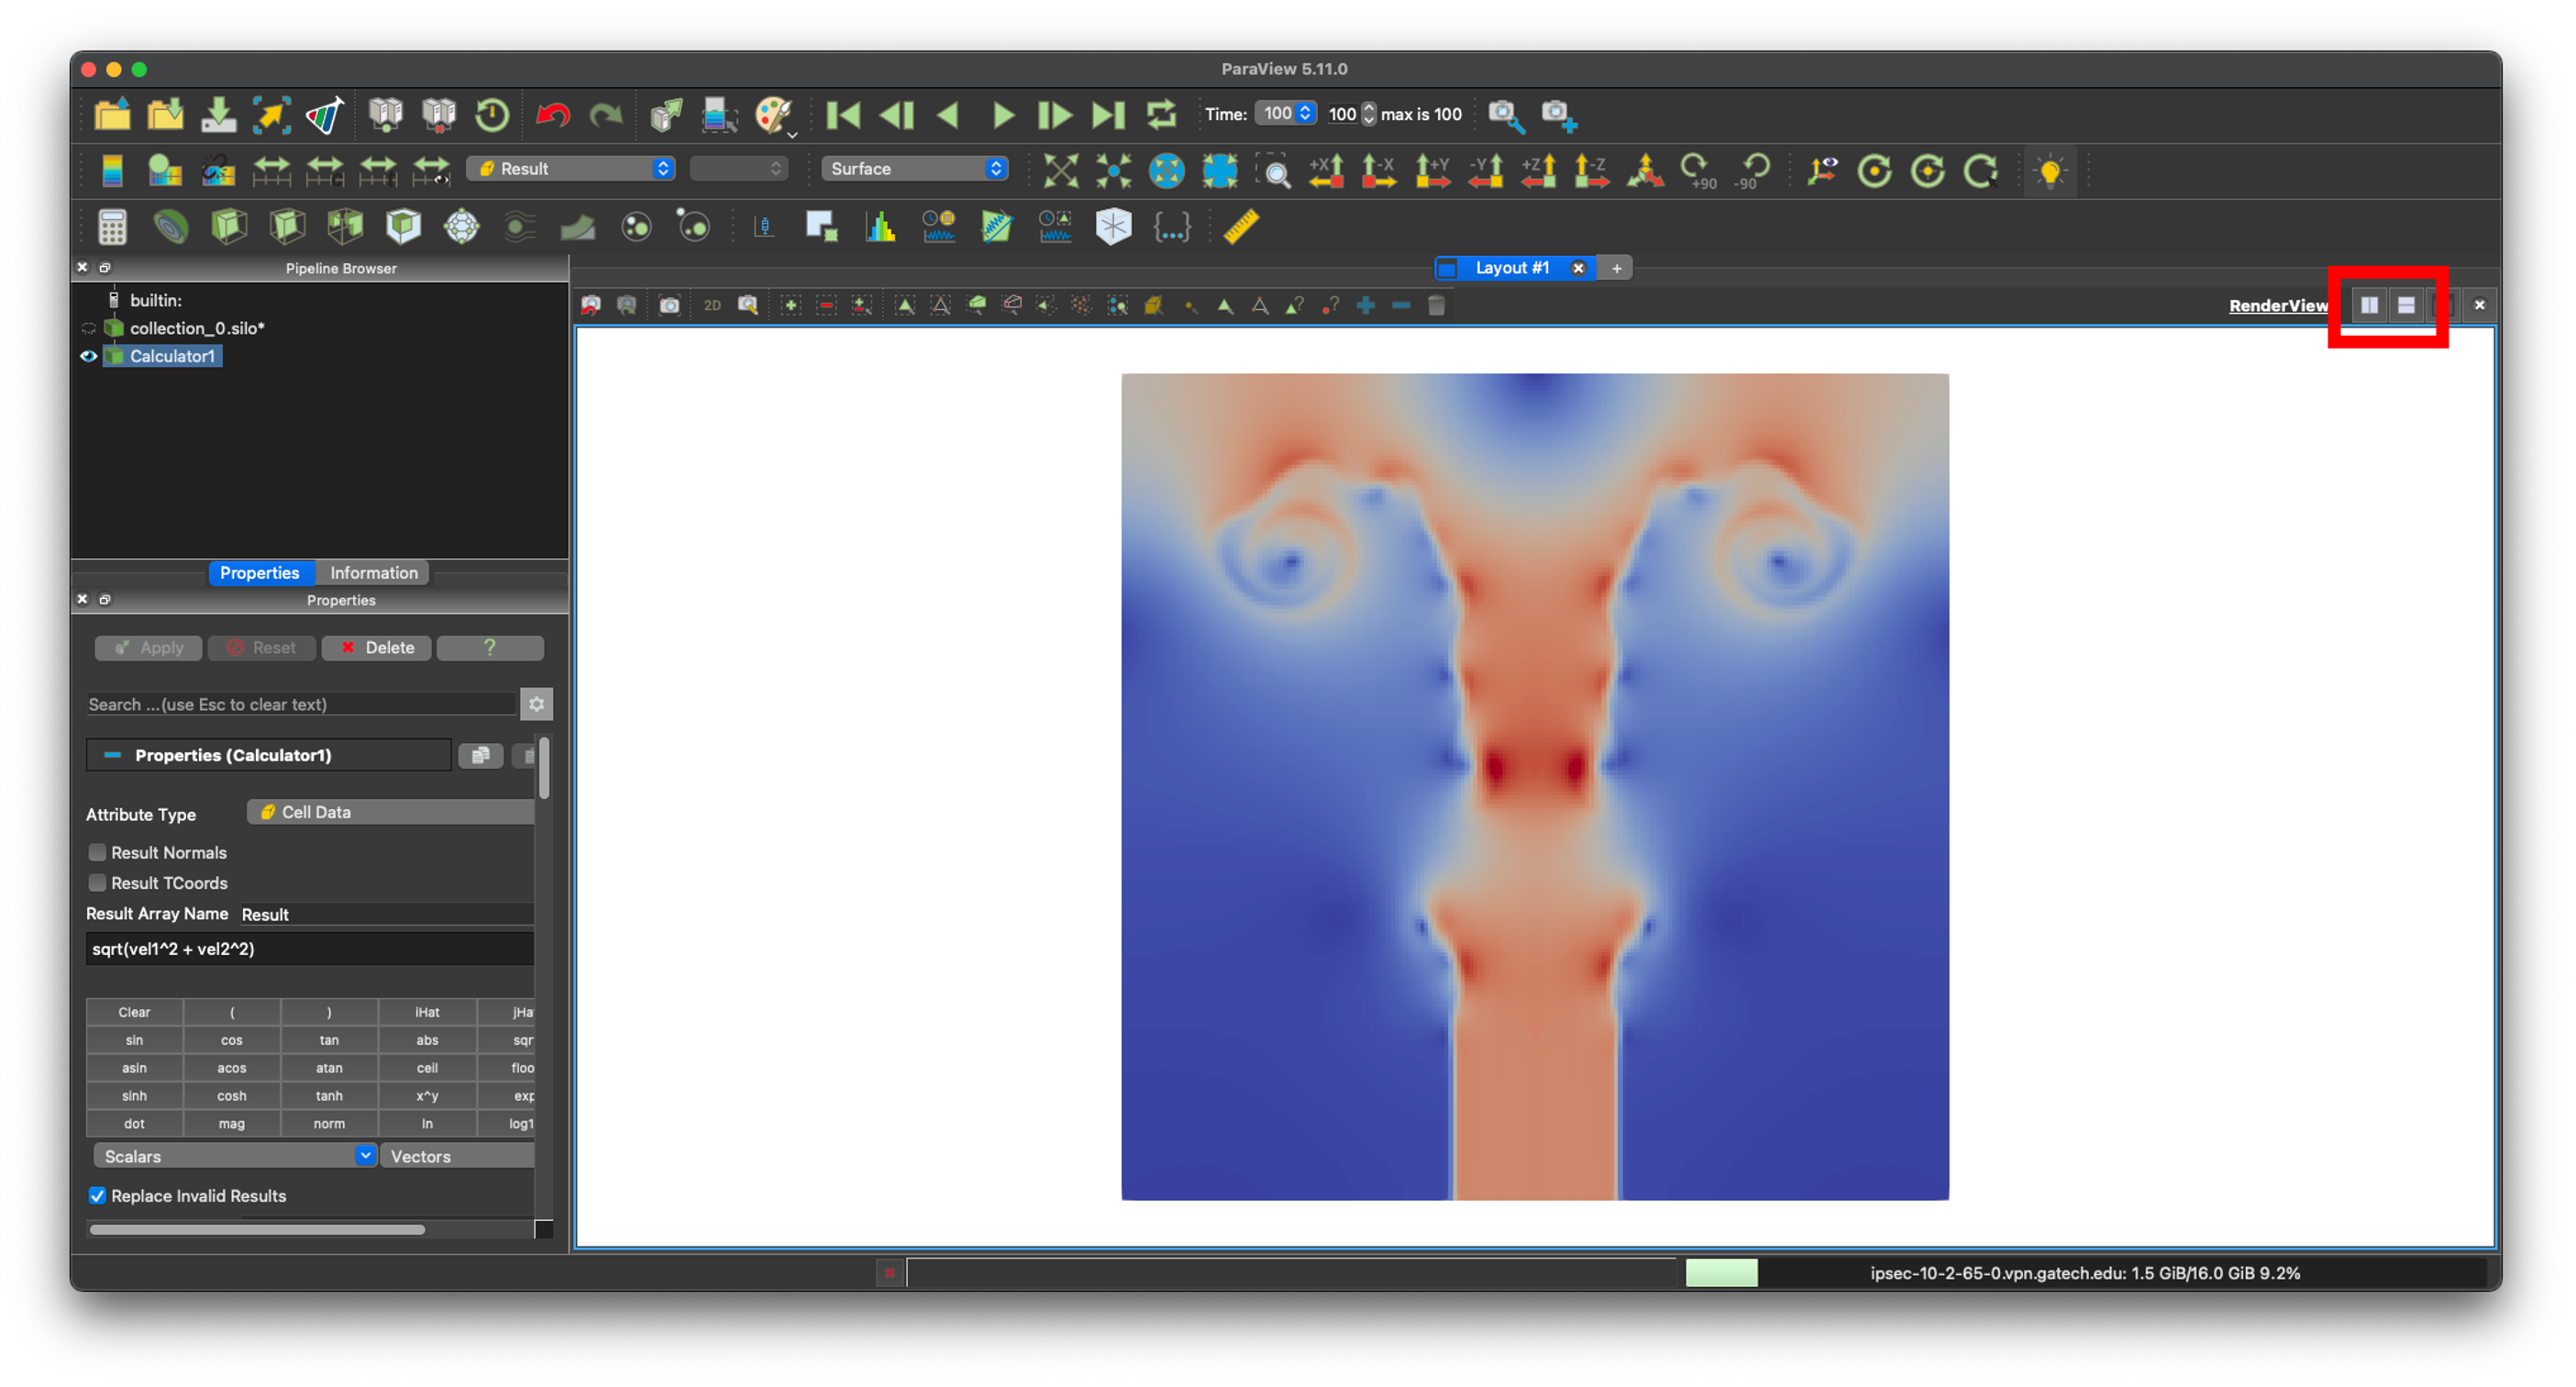 ParaView 5.11.0
Time: 100 100 max is 100
Result Surface +X -X +Y -Y +Z -Z +90 -90
Pipeline Browser
Layout #1 +
builtin:
2D
RenderView
collection_0.silo*
Calculator1
Properties Information
Properties
Apply Reset Delete ?
Search ... (use Esc to clear text)
Properties (Calculator1)
Attribute Type Cell Data
Result Normals
Result TCoords
Result Array Name Result
sqrt(vel1^2 + vel2^2)
Clear ( ) iHat jHa
sin cos tan abs sqr
asin acos atan ceil floo
sinh cosh tanh x^y exp
dot mag norm ln log1
Scalars Vectors
Replace Invalid Results
ipsec-10-2-65-0.vpn.gatech.edu: 1.5 GiB/16.0 GiB 9.2%